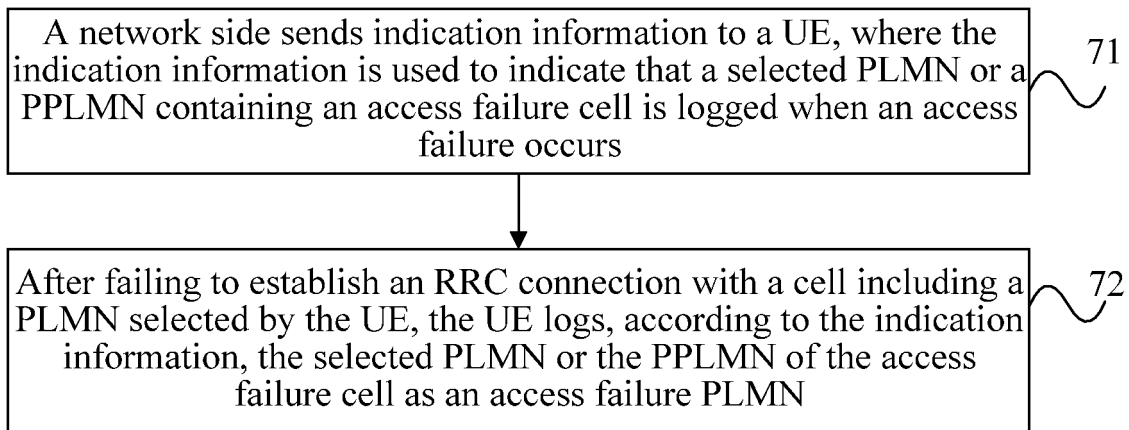 A network side sends indication information to a UE, where the
indication information is used to indicate that a selected PLMN or a
PPLMN containing an access failure cell is logged when an access
failure occurs
71
After failing to establish an RRC connection with a cell including a
PLMN selected by the UE, the UE logs, according to the indication
information, the selected PLMN or the PPLMN of the access
failure cell as an access failure PLMN
72